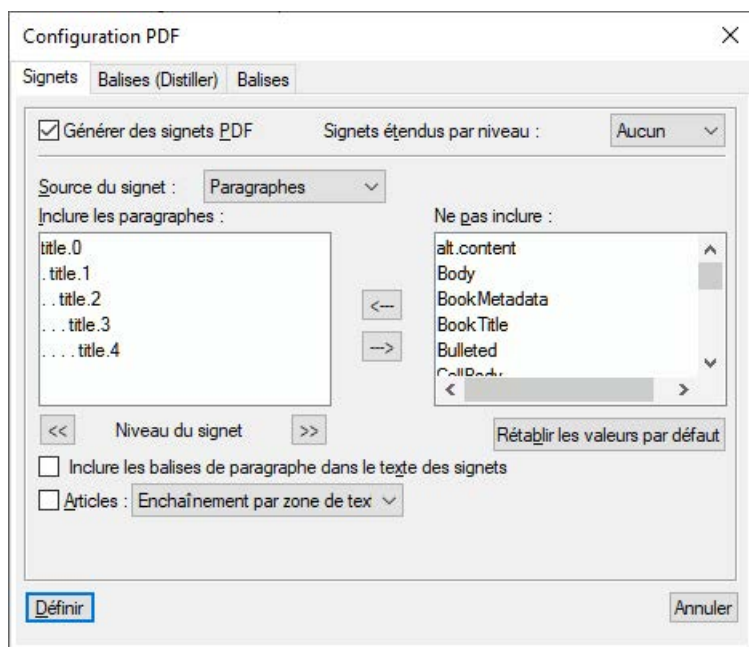 Configuration PDF
Signets Balises (Distiller) Balises
Générer des signets PDF Signets étendus par niveau : Aucun
Source du signet : Paragraphes
Inclure les paragraphes : Ne pas inclure :
title.0 alt.content
. title.1 Body
. . title.2 BookMetadata
. . . title.3 BookTitle
. . . . title.4 Bulleted
CellBody
<---
--->
<< Niveau du signet >> Rétablir les valeurs par défaut
Inclure les balises de paragraphe dans le texte des signets
Articles : Enchaînement par zone de tex
Définir Annuler